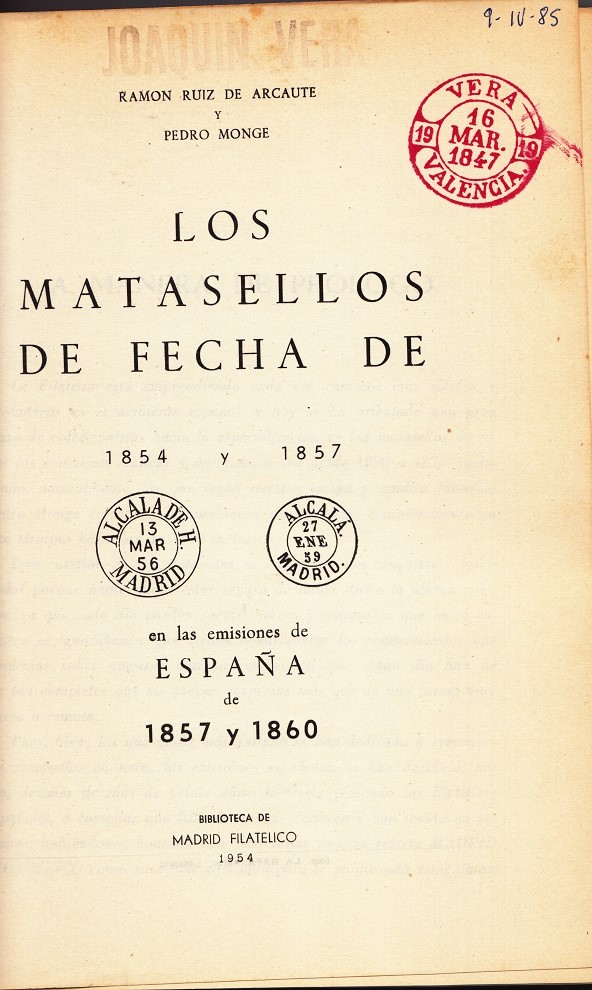 9-IV-85
JOAQUIN VERA
RAMON RUIZ DE ARCAUTE
Y
PEDRO MONGE
VERA
16
MAR.
1847
19 19
VALENCIA.
LOS
MATASELLOS
DE FECHA DE
1854 y 1857
ALCALA DE H.
13
MAR
56
MADRID
ALCALA.
27
ENE
59
MADRID.
en las emisiones de
ESPAÑA
de
1857 y 1860
BIBLIOTECA DE
MADRID FILATELICO
1954